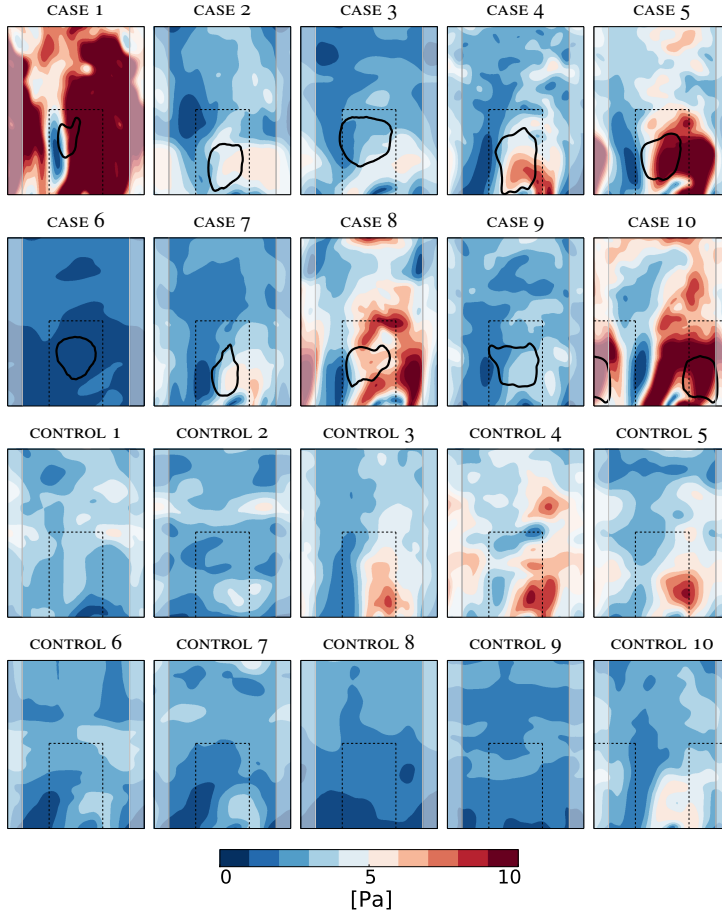 CASE 1 CASE 2 CASE 3 CASE 4 CASE 5
CASE 6 CASE 7 CASE 8 CASE 9 CASE 10
CONTROL 1 CONTROL 2 CONTROL 3 CONTROL 4 CONTROL 5
CONTROL 6 CONTROL 7 CONTROL 8 CONTROL 9 CONTROL 10
0 5 10
[Pa]